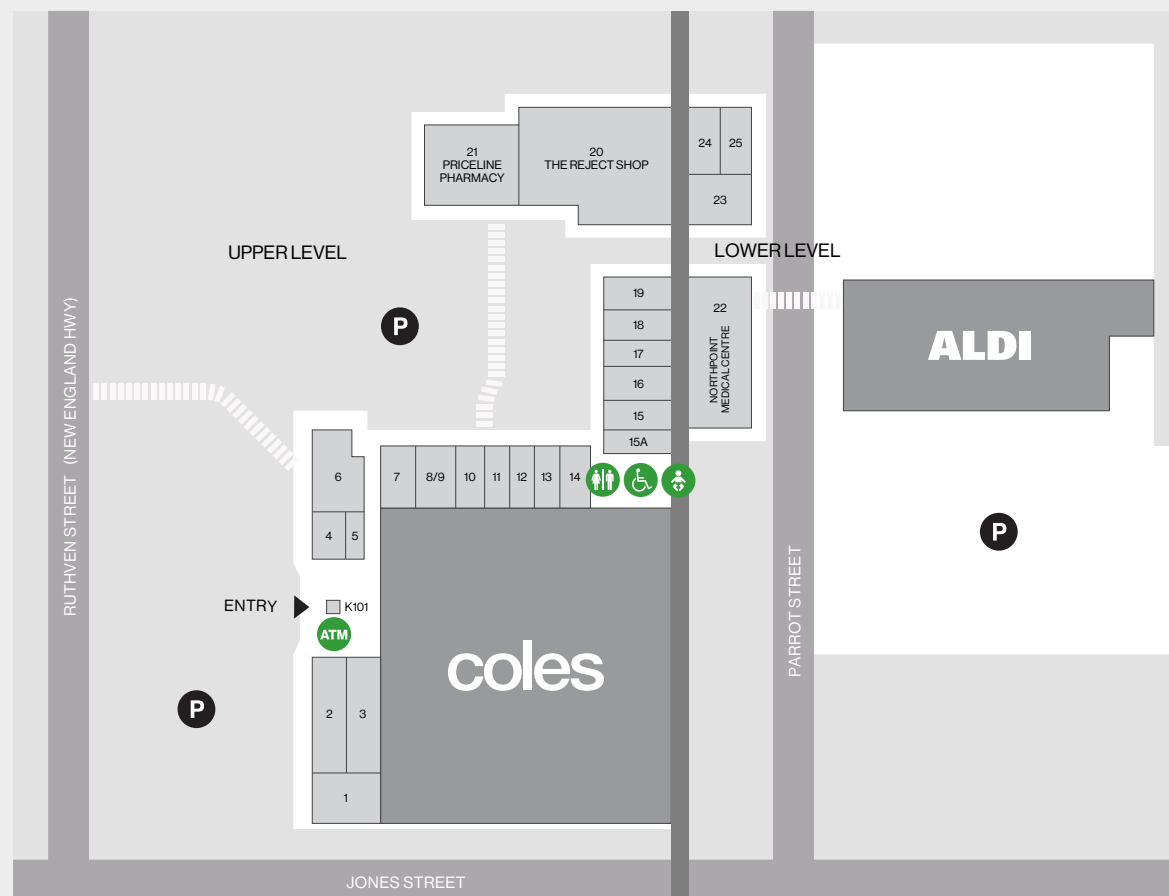 24
25
21
PRICELINE
PHARMACY
20
THE REJECT SHOP
23
UPPER LEVEL
LOWER LEVEL
19
18
17
16
15
15A
22
NORTHPOINT
MEDICAL CENTRE
P
ALDI
RUTHVEN STREET (NEW ENGLAND HWY)
6
7
8/9
10
11
12
13
14
4
5
P
PARROT STREET
ENTRY
K101
ATM
coles
2
3
P
1
JONES STREET